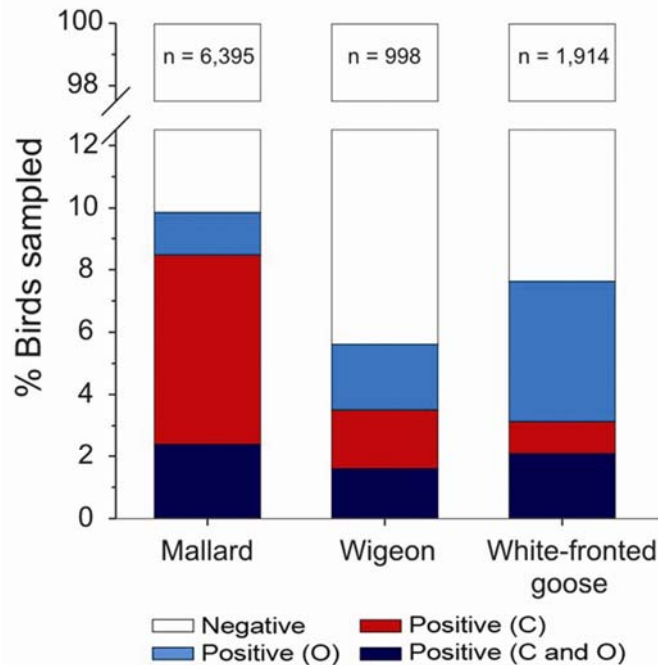 100
98
n = 6,395
n = 998
n = 1,914
12
10
8
6
4
2
0
% Birds sampled
Mallard
Wigeon
White-fronted
goose
Negative
Positive (C)
Positive (O)
Positive (C and O)